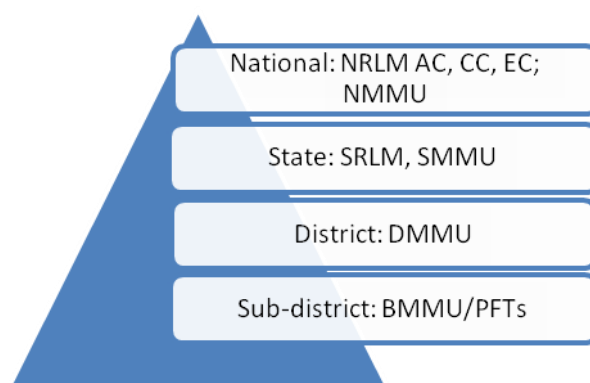 National: NRLM AC, CC, EC;
NMMU
State: SRLM, SMMU
District: DMMU
Sub-district: BMMU/PFTs